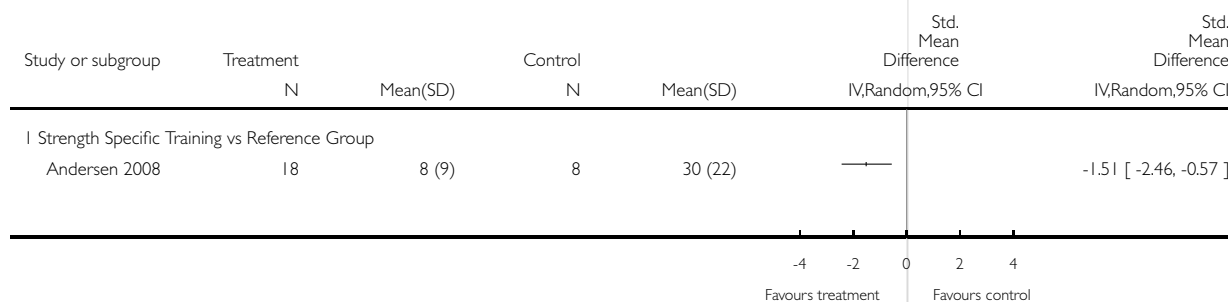 Std.
Mean
Difference
Std.
Mean
Difference
Study or subgroup Treatment Control
N Mean(SD) N Mean(SD) IV,Random,95% CI IV,Random,95% CI
1 Strength Specific Training vs Reference Group
Andersen 2008 18 8 (9) 8 30 (22) -1.51 [ -2.46, -0.57 ]
-4 -2 0 2 4
Favours treatment Favours control